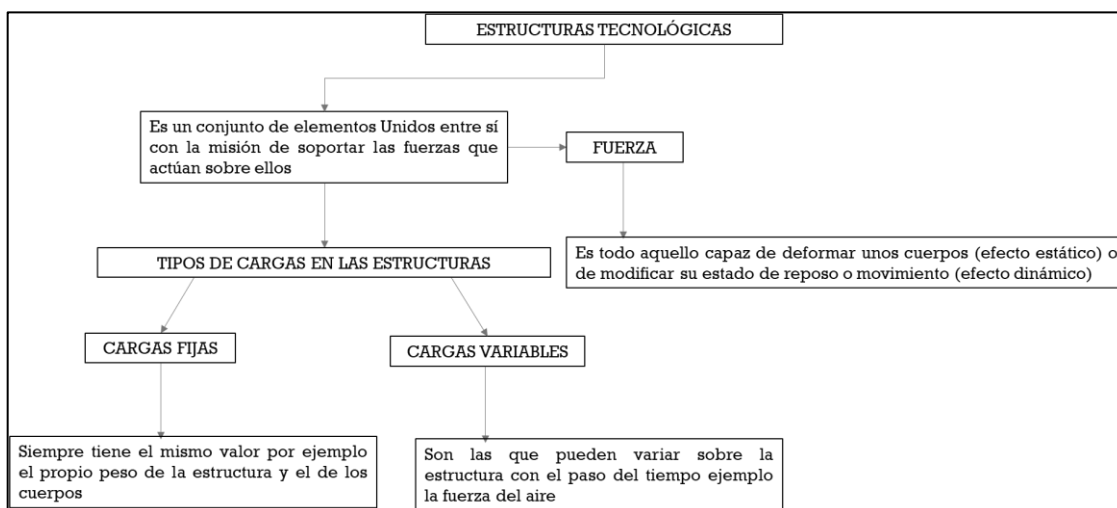 ESTRUCTURAS TECNOLÓGICAS
Es un conjunto de elementos Unidos entre sí
con la misión de soportar las fuerzas que
actúan sobre ellos
FUERZA
Es todo aquello capaz de deformar unos cuerpos (efecto estático) o
de modificar su estado de reposo o movimiento (efecto dinámico)
TIPOS DE CARGAS EN LAS ESTRUCTURAS
CARGAS FIJAS
CARGAS VARIABLES
Siempre tiene el mismo valor por ejemplo
el propio peso de la estructura y el de los
cuerpos
Son las que pueden variar sobre la
estructura con el paso del tiempo ejemplo
la fuerza del aire